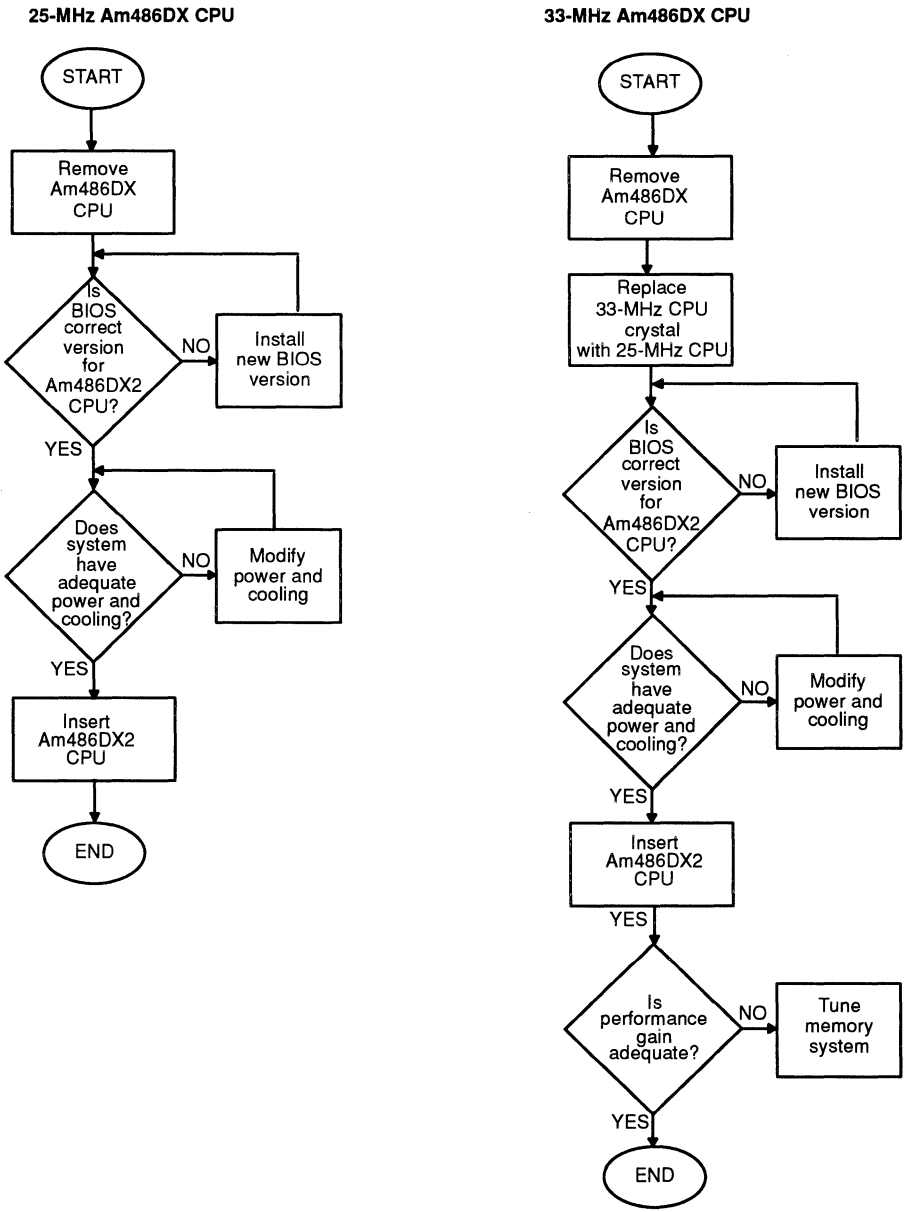 25-MHz Am486DX CPU
START
Remove
Am486DX
CPU
Is
BIOS
correct
version
for
Am486DX2
CPU?
NO
Install
new BIOS
version
YES
Does
system
have
adequate
power and
cooling?
NO
Modify
power and
cooling
YES
Insert
Am486DX2
CPU
END
33-MHz Am486DX CPU
START
Remove
Am486DX
CPU
Replace
33-MHz CPU
crystal
with 25-MHz CPU
Is
BIOS
correct
version
for
Am486DX2
CPU?
NO
Install
new BIOS
version
YES
Does
system
have
adequate
power and
cooling?
NO
Modify
power and
cooling
YES
Insert
Am486DX2
CPU
YES
Is
performance
gain
adequate?
NO
Tune
memory
system
YES
END